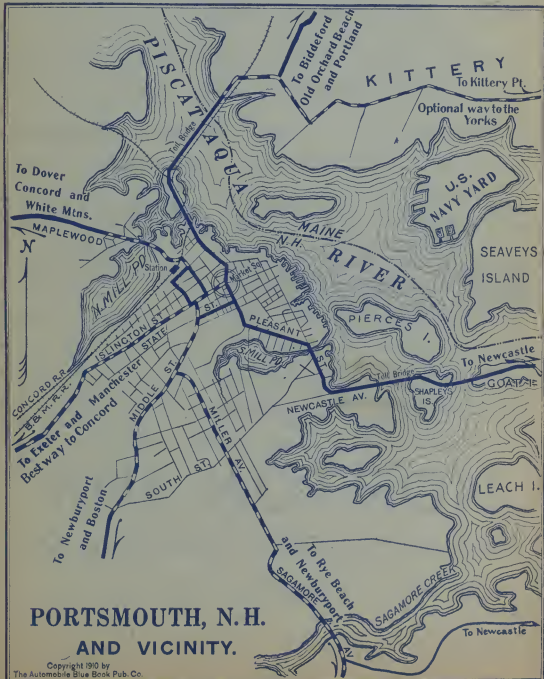 PISCATAQUA
RIVER
To Biddeford
Old Orchard Beach
and Portland
KITTERY
To Kittery Pt.
Optional way to the
Yorks
Toll Bridge
To Dover
Concord and
White Mtns.
MAPLEWOOD
N
U.S.
NAVY YARD
MAINE
N.H.
SEAVEYS
ISLAND
N. MILL PD
Station
Market Sq.
ISLINGTON ST.
STATE
ST.
PLEASANT
ST.
PIERCES I.
S. MILL PD
To Newcastle
Toll Bridge
GOAT I.
SHAPLEYS
IS.
NEWCASTLE AV.
CONCORD R.R.
B. & M. R.R.
To Exeter and Manchester
Best way to Concord
MIDDLE ST.
MILLER AV.
SOUTH ST.
LEACH I.
To Newburyport
and Boston
To Rye Beach
and Newburyport
SAGAMORE AV.
SAGAMORE CREEK
To Newcastle
PORTSMOUTH, N.H.
AND VICINITY.
Copyright 1910 by
The Automobile Blue Book Pub. Co.